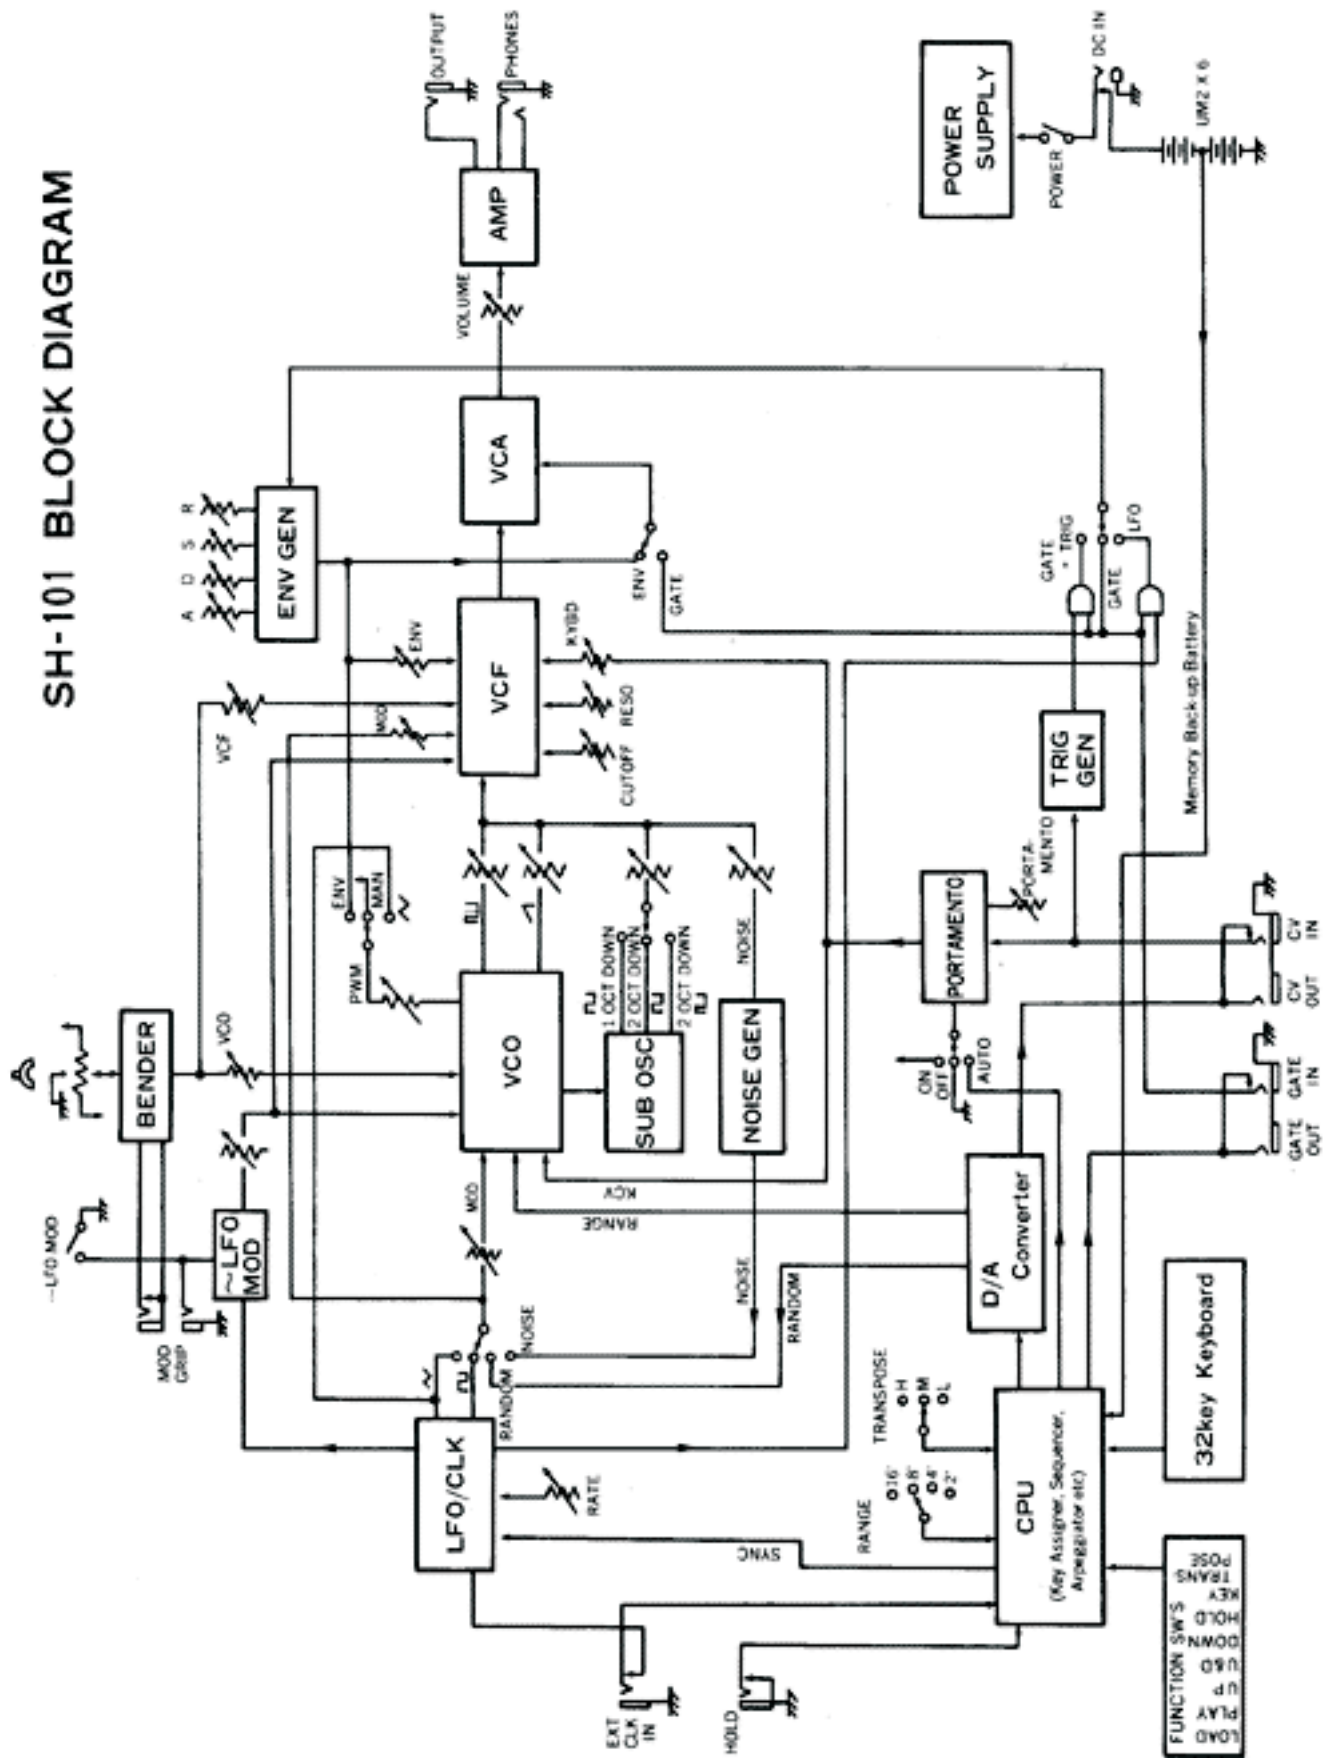 SH-101 BLOCK DIAGRAM
OUTPUT
PHONES
AMP
VOLUME
VCA
A
D
S
R
ENV GEN
ENV
GATE
VCF
VCF
MOD
ENV
KYBD
RESO
CUTOFF
POWER
SUPPLY
POWER
DC IN
UM2 X 6
GATE
+ TRIG
GATE
LFO
TRIG
GEN
Memory Back-up Battery
ENV
MAN
PWM
BENDER
VCO
VCO
SUB OSC
1 OCT DOWN
2 OCT DOWN
2 OCT DOWN
NOISE
NOISE GEN
NOISE
PORTAMENTO
PORTA-
MENTO
ON
OFF
AUTO
CV
IN
CV
OUT
GATE
IN
GATE
OUT
KCV
RANGE
LFO MOD
~LFO
MOD
MOD
GRIP
MOD
NOISE
RANDOM
RANDOM
D/A
Converter
LFO/CLK
RATE
SYNC
TRANSPOSE
H
M
L
RANGE
16'
8'
4'
2'
CPU
(Key Assigner, Sequencer,
Arpeggiator etc)
32key Keyboard
EXT
CLK
IN
HOLD
FUNCTION SW'S
LOAD
PLAY
UP
U&D
DOWN
HOLD
KEY
TRANS-
POSE